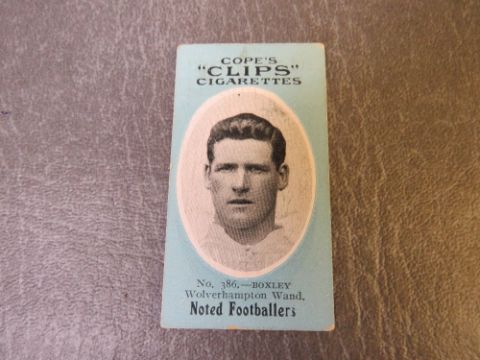 COPE'S
"CLIPS"
CIGARETTES
No. 386.—BOXLEY
Wolverhampton Wand.
Noted Footballers